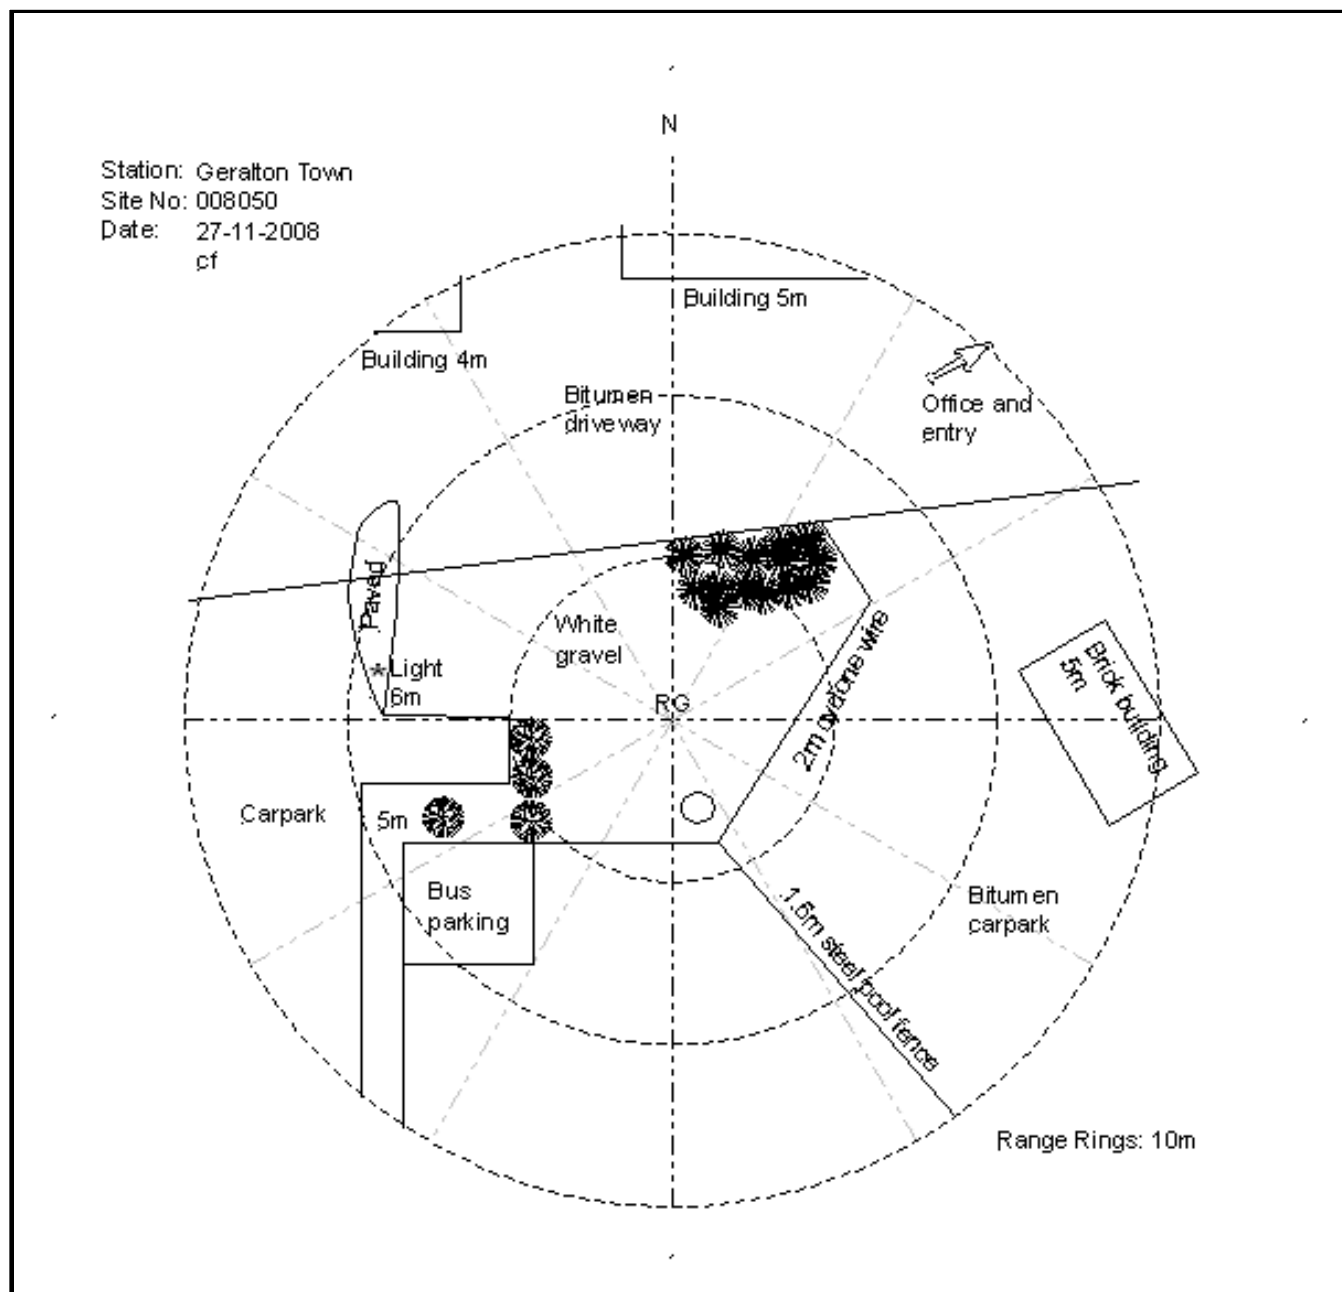 N
Station: Geralton Town
Site No: 008050
Date: 27-11-2008
cf
Building 5m
Building 4m
Bitumen
driveway
Office and
entry
Paved
White
gravel
Light
6m
RG
2m cyclone wire
Brick building
5m
Carpark
5m
Bus
parking
1.6m steel pool fence
Bitumen
carpark
Range Rings: 10m